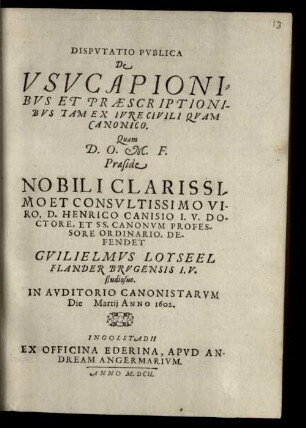 13
DISPVTATIO PVBLICA
De
VSVCAPIONI-
BVS ET PRÆSCRIPTIONI-
BVS TAM EX IVRE CIVILI QVAM
CANONICO.
Quam
D. O. M. F.
Præside
NOBILI CLARISSI-
MO ET CONSVLTISSIMO VI-
RO, D. HENRICO CANISIO I. V. DO-
CTORE, ET SS. CANONVM PROFES-
SORE ORDINARIO, DE-
FENDET
GVILIELMVS LOYSEEL
FLANDER BRVGENSIS I. V.
studiosus.
IN AVDITORIO CANONISTARVM
Die Martij ANNO 1602.
INGOLSTADII
EX OFFICINA EDERINA, APVD AN-
DREAM ANGERMARIVM.
ANNO M. DCII.